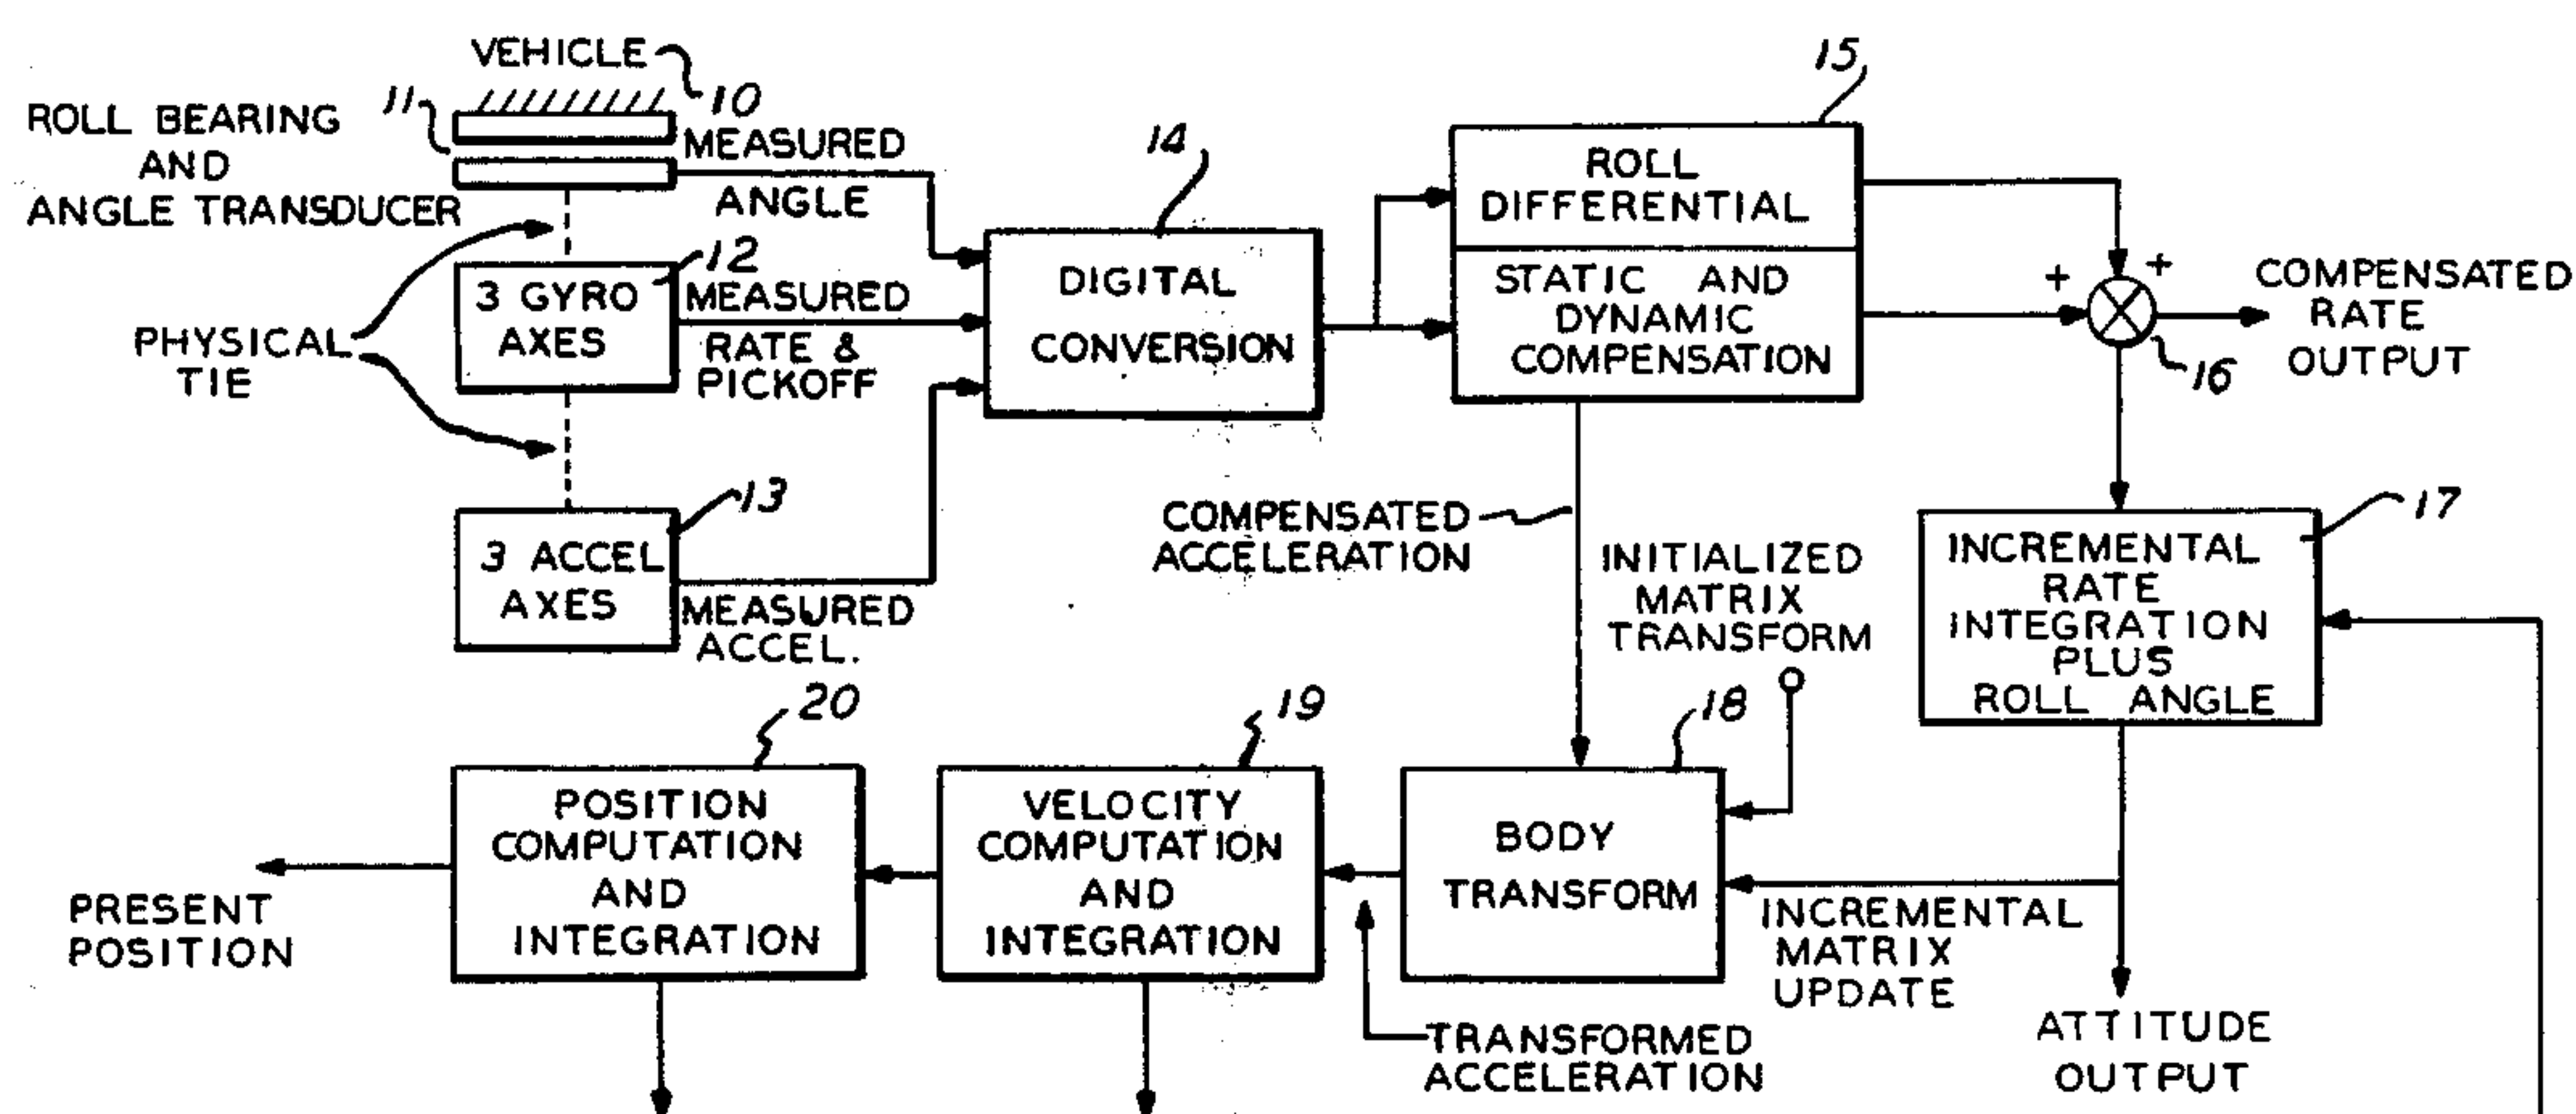 VEHICLE
10
11
ROLL BEARING
AND
ANGLE TRANSDUCER
MEASURED
ANGLE
PHYSICAL
TIE
12
3 GYRO
AXES
MEASURED
RATE &
PICKOFF
13
3 ACCEL
AXES
MEASURED
ACCEL.
14
DIGITAL
CONVERSION
15
ROLL
DIFFERENTIAL
STATIC AND
DYNAMIC
COMPENSATION
+
+
16
COMPENSATED
RATE
OUTPUT
COMPENSATED
ACCELERATION
INITIALIZED
MATRIX
TRANSFORM
17
INCREMENTAL
RATE
INTEGRATION
PLUS
ROLL ANGLE
20
POSITION
COMPUTATION
AND
INTEGRATION
PRESENT
POSITION
19
VELOCITY
COMPUTATION
AND
INTEGRATION
18
BODY
TRANSFORM
INCREMENTAL
MATRIX
UPDATE
TRANSFORMED
ACCELERATION
ATTITUDE
OUTPUT